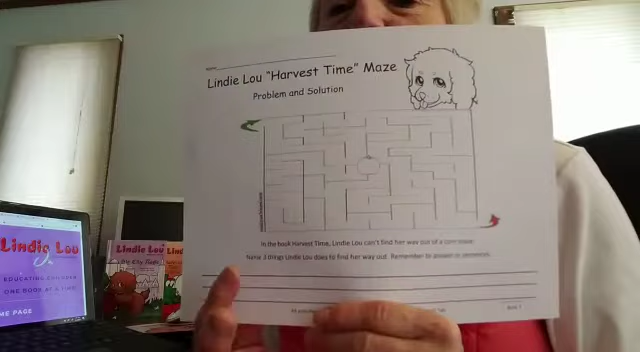 Lindie Lou "Harvest Time" Maze
Problem and Solution
In the book Harvest Time, Lindie Lou can't find her way out of a corn maze.
Name 3 things Lindie Lou does to find her way out. Remember to answer in sentences.
Lindie Lou
EDUCATING CHILDREN
ONE BOOK AT A TIME
ME PAGE
Lindie Lou